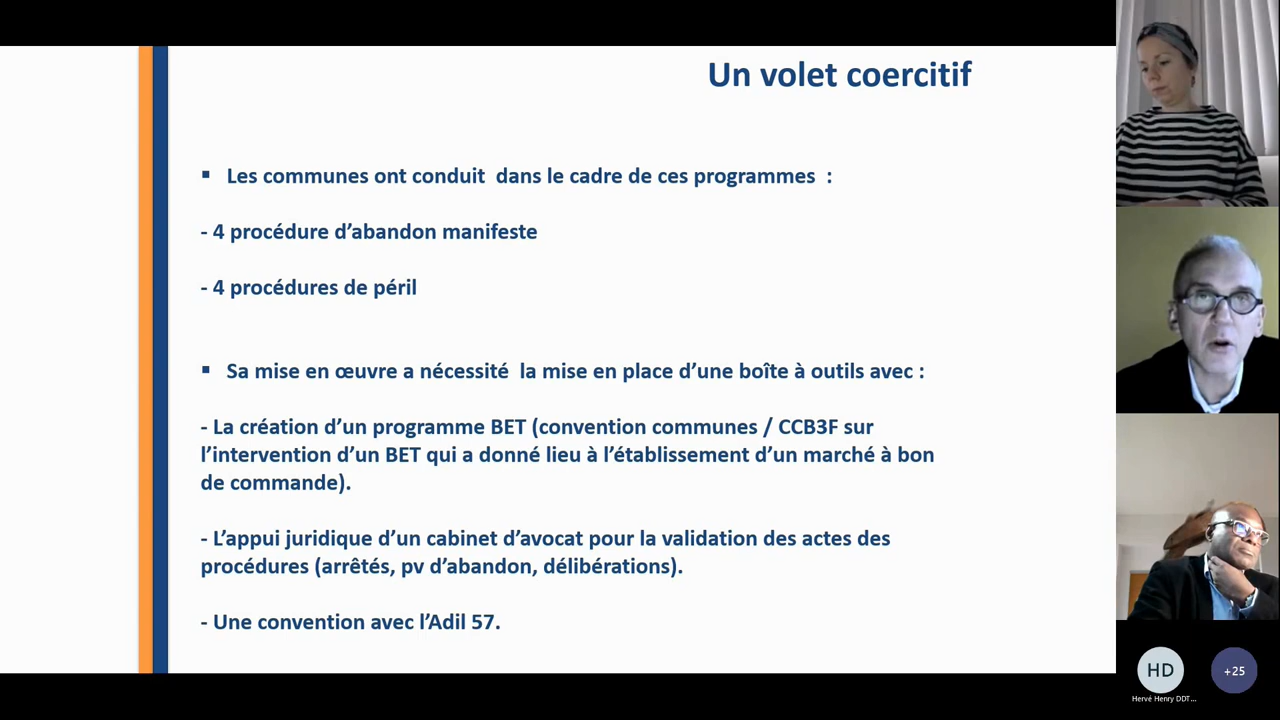 Un volet coercitif
▪ Les communes ont conduit dans le cadre de ces programmes :
- 4 procédure d’abandon manifeste
- 4 procédures de péril
▪ Sa mise en œuvre a nécessité la mise en place d’une boîte à outils avec :
- La création d’un programme BET (convention communes / CCB3F sur
l’intervention d’un BET qui a donné lieu à l’établissement d’un marché à bon
de commande).
- L’appui juridique d’un cabinet d’avocat pour la validation des actes des
procédures (arrêtés, pv d’abandon, délibérations).
- Une convention avec l’Adil 57.
HD
+25
Hervé Henry DDT...